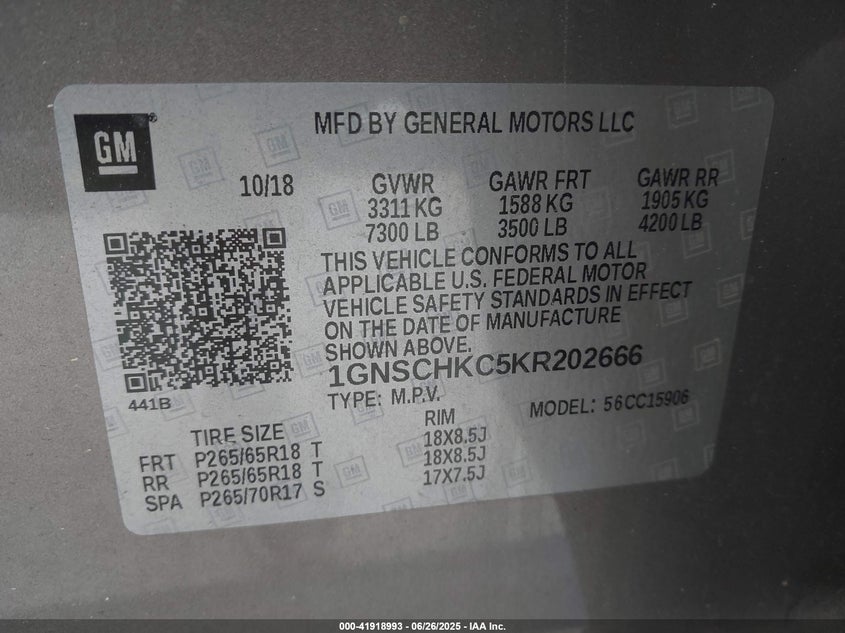 GM
MFD BY GENERAL MOTORS LLC
10/18
GVWR
3311 KG
7300 LB
GAWR FRT
1588 KG
3500 LB
GAWR RR
1905 KG
4200 LB
THIS VEHICLE CONFORMS TO ALL
APPLICABLE U.S. FEDERAL MOTOR
VEHICLE SAFETY STANDARDS IN EFFECT
ON THE DATE OF MANUFACTURE
SHOWN ABOVE.
1GNSCHKC5KR202666
441B
TYPE: M.P.V. MODEL: 56CC15906
TIRE SIZE RIM
FRT P265/65R18 T 18X8.5J
RR P265/65R18 T 18X8.5J
SPA P265/70R17 S 17X7.5J
000-41918993 / 06/26/2025 - IAA Inc.